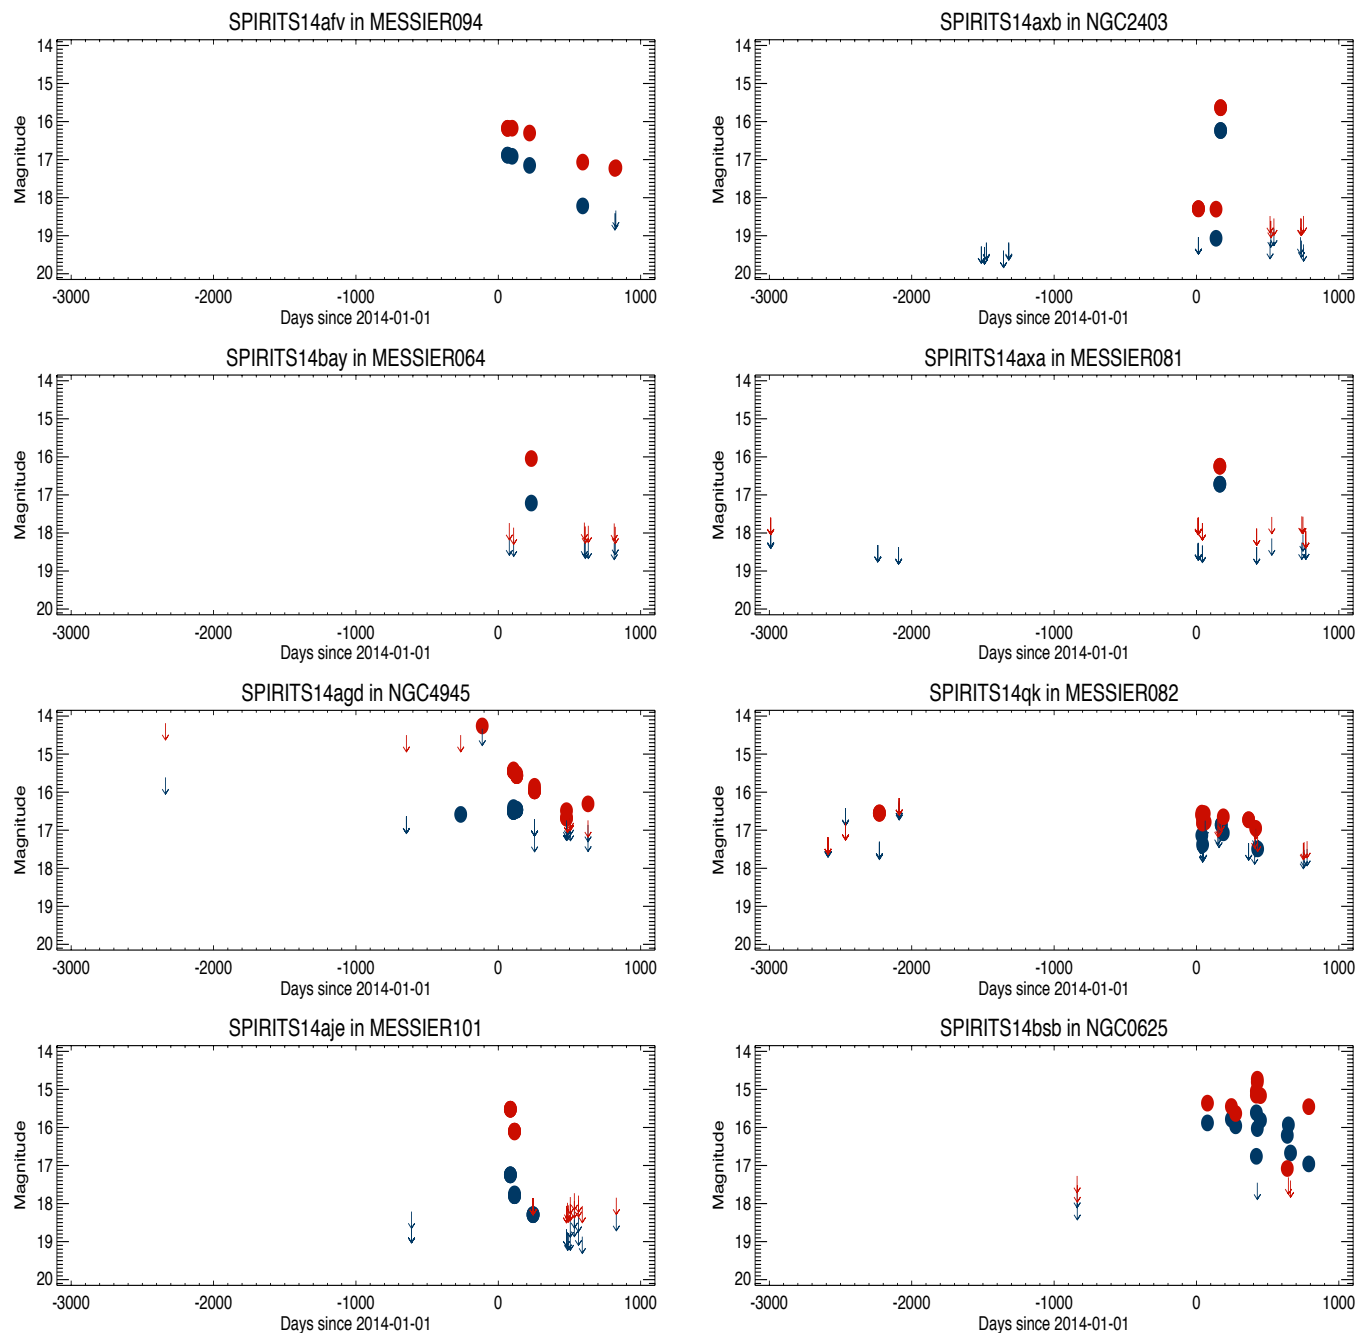 SPIRITS14afv in MESSIER094
14
15
16
17
18
19
20
Magnitude
-3000 -2000 -1000 0 1000
Days since 2014-01-01
SPIRITS14axb in NGC2403
14
15
16
17
18
19
20
Magnitude
-3000 -2000 -1000 0 1000
Days since 2014-01-01
SPIRITS14bay in MESSIER064
14
15
16
17
18
19
20
Magnitude
-3000 -2000 -1000 0 1000
Days since 2014-01-01
SPIRITS14axa in MESSIER081
14
15
16
17
18
19
20
Magnitude
-3000 -2000 -1000 0 1000
Days since 2014-01-01
SPIRITS14agd in NGC4945
14
15
16
17
18
19
20
Magnitude
-3000 -2000 -1000 0 1000
Days since 2014-01-01
SPIRITS14qk in MESSIER082
14
15
16
17
18
19
20
Magnitude
-3000 -2000 -1000 0 1000
Days since 2014-01-01
SPIRITS14aje in MESSIER101
14
15
16
17
18
19
20
Magnitude
-3000 -2000 -1000 0 1000
Days since 2014-01-01
SPIRITS14bsb in NGC0625
14
15
16
17
18
19
20
Magnitude
-3000 -2000 -1000 0 1000
Days since 2014-01-01